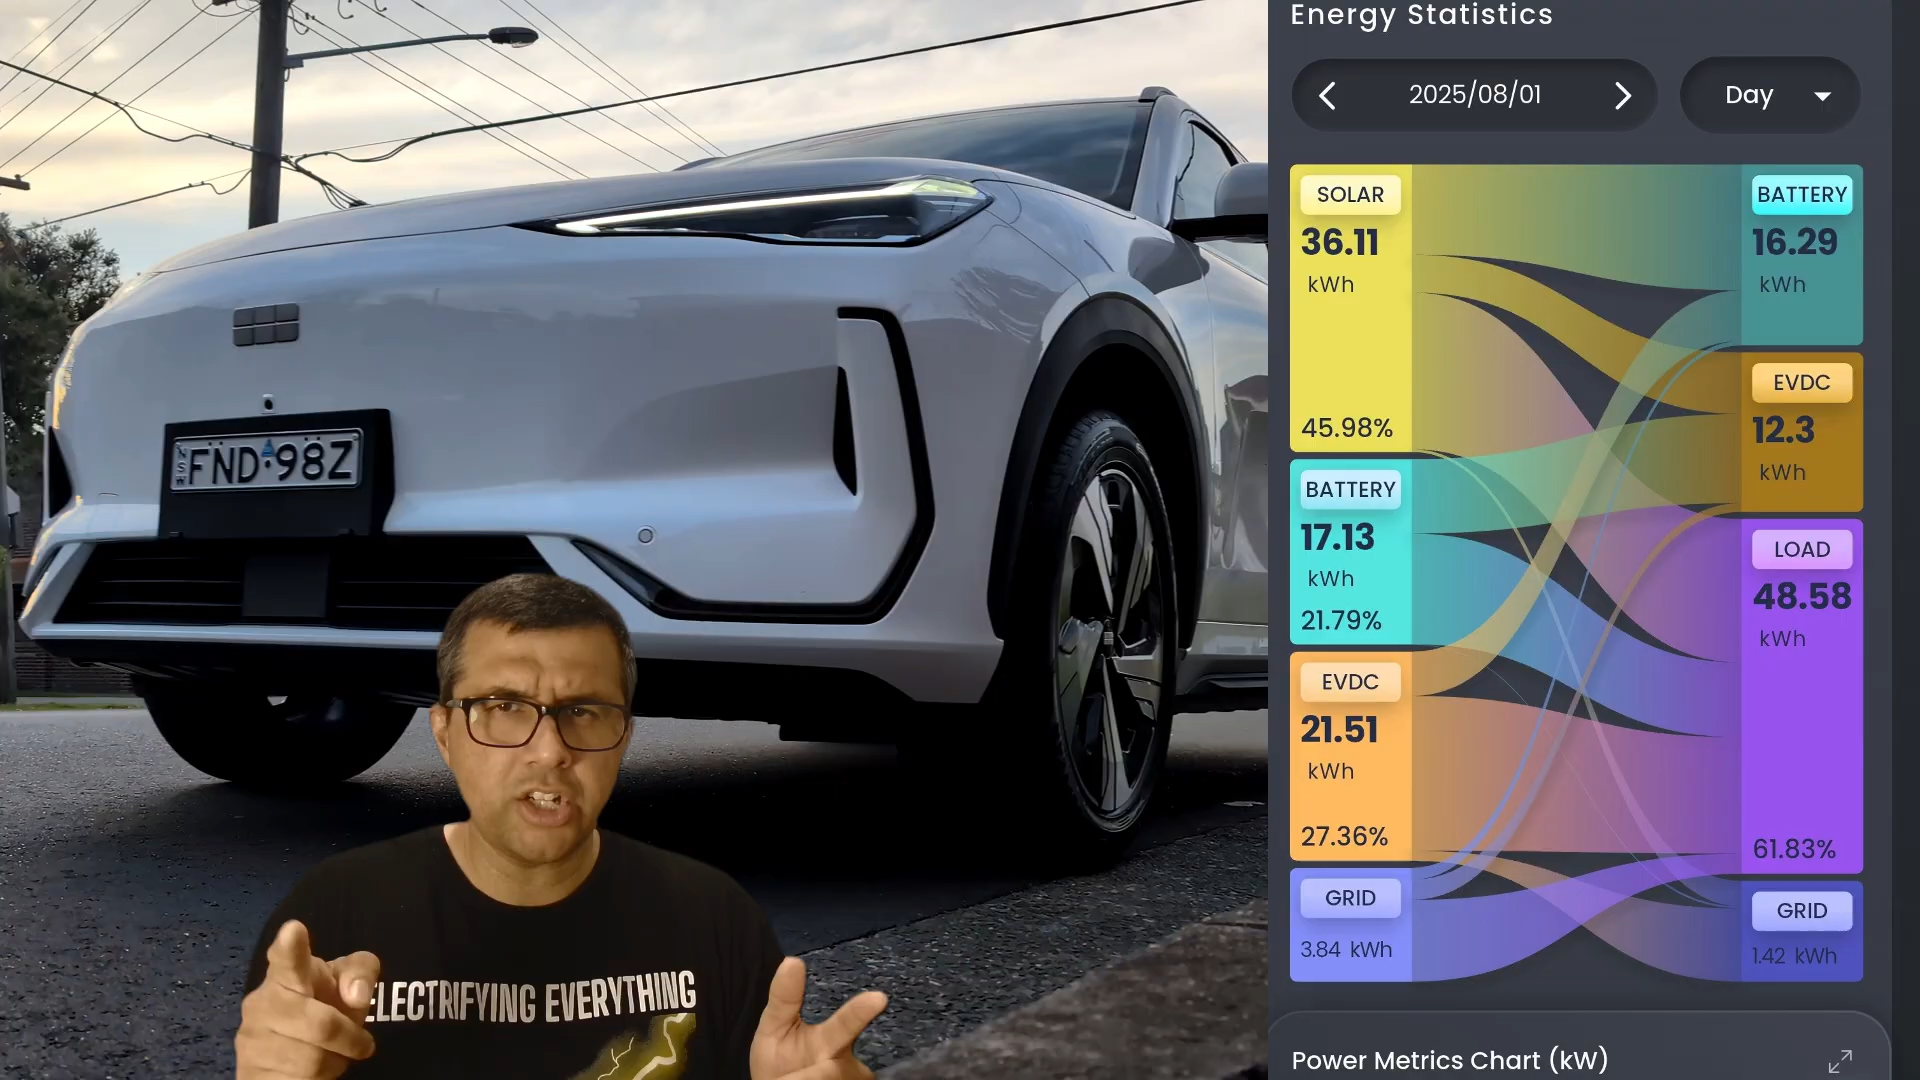 NSW
FND·98Z
ELECTRIFYING EVERYTHING
Energy Statistics
2025/08/01
Day
SOLAR
36.11
kWh
45.98%
BATTERY
17.13
kWh
21.79%
EVDC
21.51
kWh
27.36%
GRID
3.84 kWh
BATTERY
16.29
kWh
EVDC
12.3
kWh
LOAD
48.58
kWh
61.83%
GRID
1.42 kWh
Power Metrics Chart (kW)